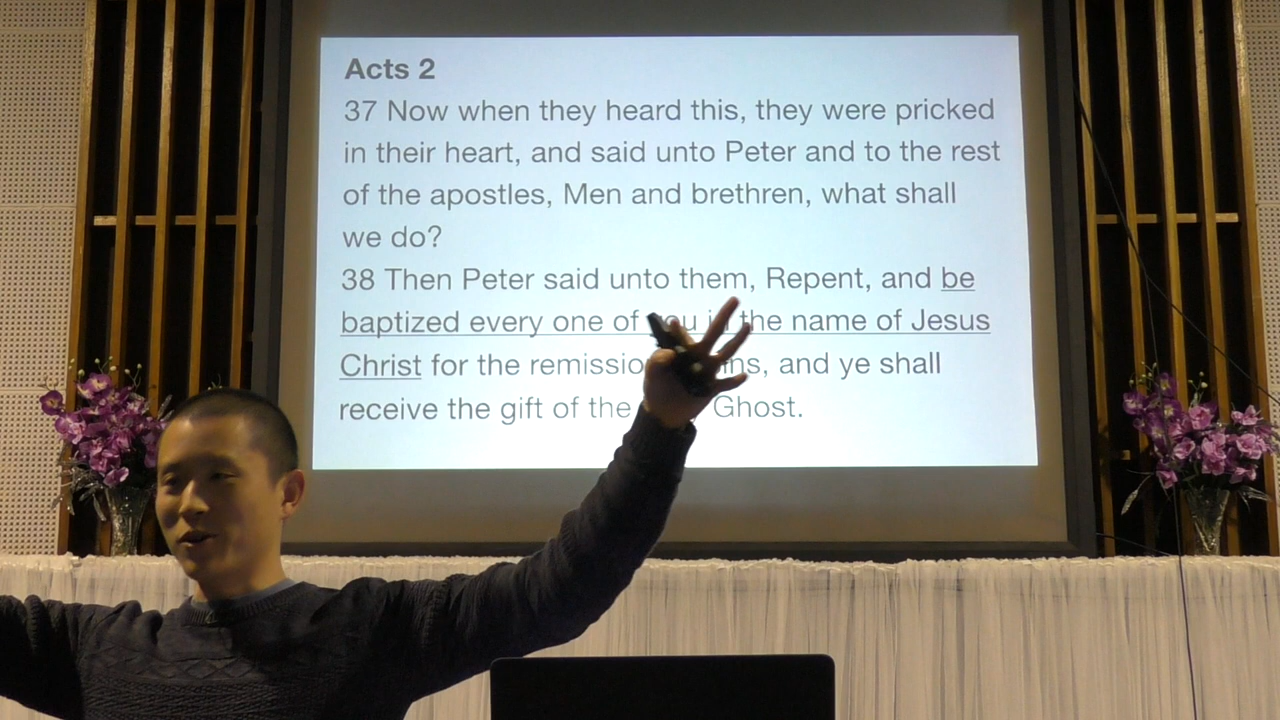 Acts 2
37 Now when they heard this, they were pricked
in their heart, and said unto Peter and to the rest
of the apostles, Men and brethren, what shall
we do?
38 Then Peter said unto them, Repent, and be
baptized every one of you in the name of Jesus
Christ for the remission and ye shall
receive the gift of the Ghost.